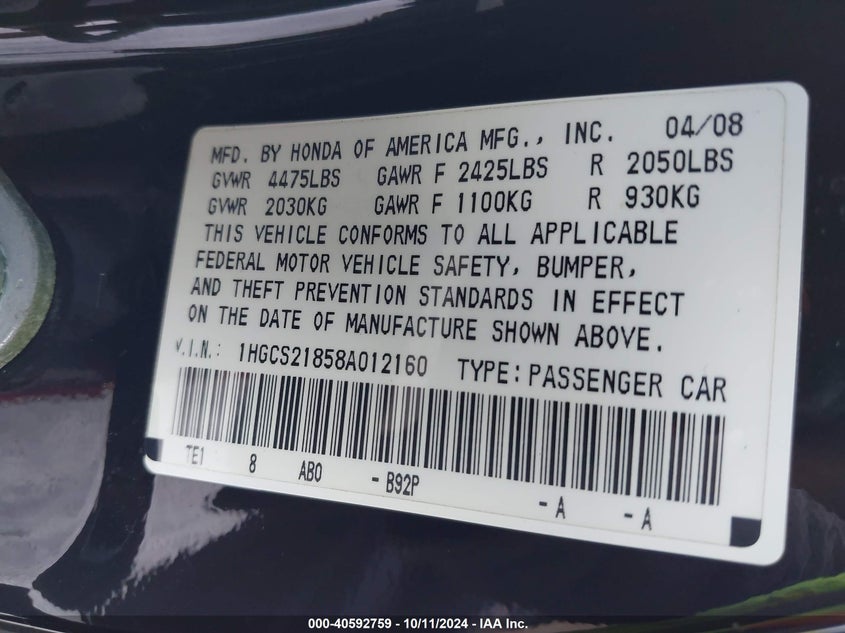 MFD. BY HONDA OF AMERICA MFG., INC. 04/08
GVWR 4475LBS GAWR F 2425LBS R 2050LBS
GVWR 2030KG GAWR F 1100KG R 930KG
THIS VEHICLE CONFORMS TO ALL APPLICABLE
FEDERAL MOTOR VEHICLE SAFETY, BUMPER,
AND THEFT PREVENTION STANDARDS IN EFFECT
ON THE DATE OF MANUFACTURE SHOWN ABOVE.
V.I.N.: 1HGCS21858A012160 TYPE: PASSENGER CAR
TE1 8 AB0 - B92P - A - A
000-40592759 - 10/11/2024 - IAA Inc.